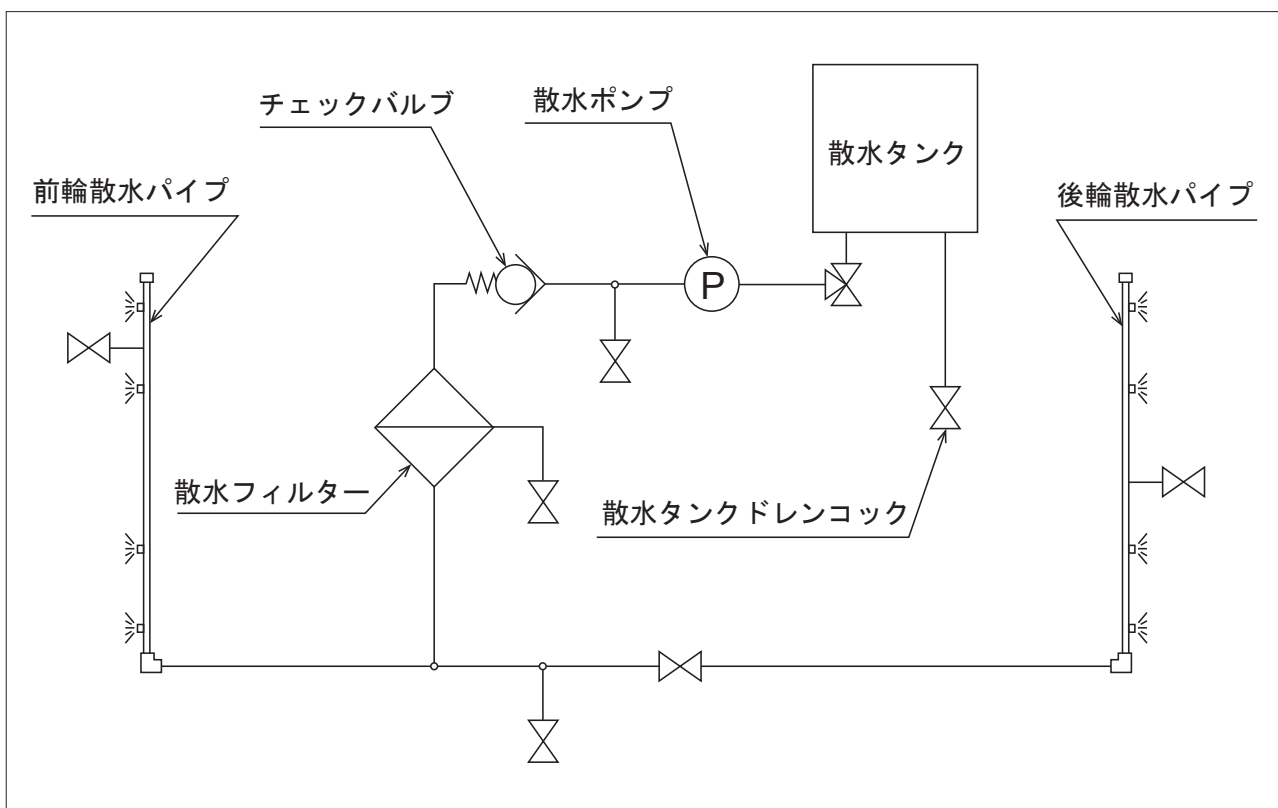 チェックバルブ
散水ポンプ
散水タンク
前輪散水パイプ
後輪散水パイプ
P
散水フィルター
散水タンクドレンコック